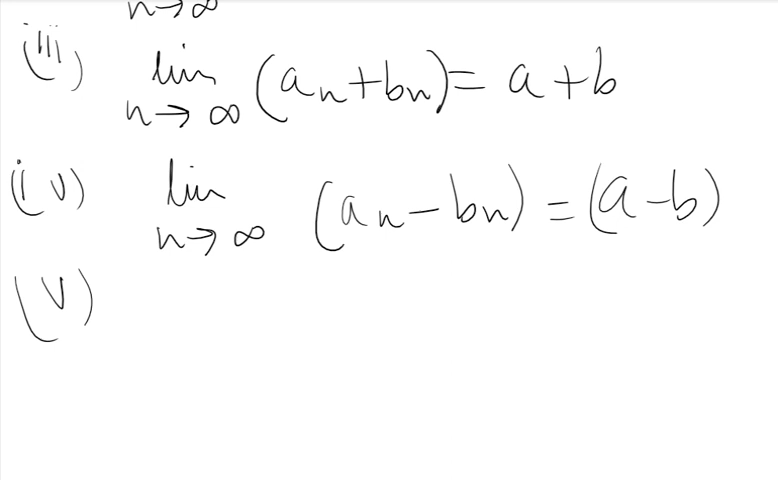 n→∞
(iii) lim (an+bn)= a+b
n→∞
(iv) lim (an-bn) = (a-b)
n→∞
(v)